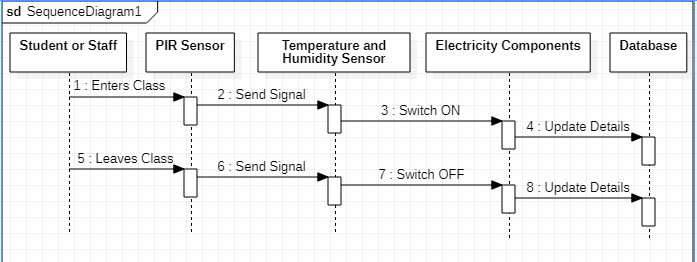 sd SequenceDiagram1
Student or Staff
PIR Sensor
Temperature and
Humidity Sensor
Electricity Components
Database
1 : Enters Class
2 : Send Signal
3 : Switch ON
4 : Update Details
5 : Leaves Class
6 : Send Signal
7 : Switch OFF
8 : Update Details